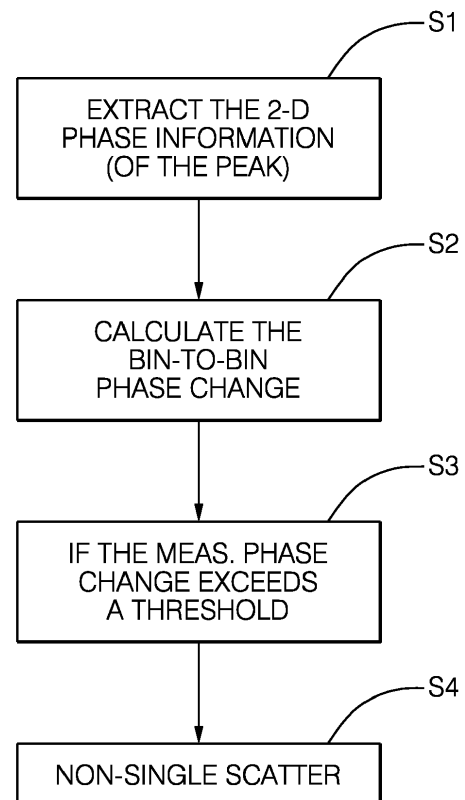 S1
EXTRACT THE 2-D
PHASE INFORMATION
(OF THE PEAK)
S2
CALCULATE THE
BIN-TO-BIN
PHASE CHANGE
S3
IF THE MEAS. PHASE
CHANGE EXCEEDS
A THRESHOLD
S4
NON-SINGLE SCATTER